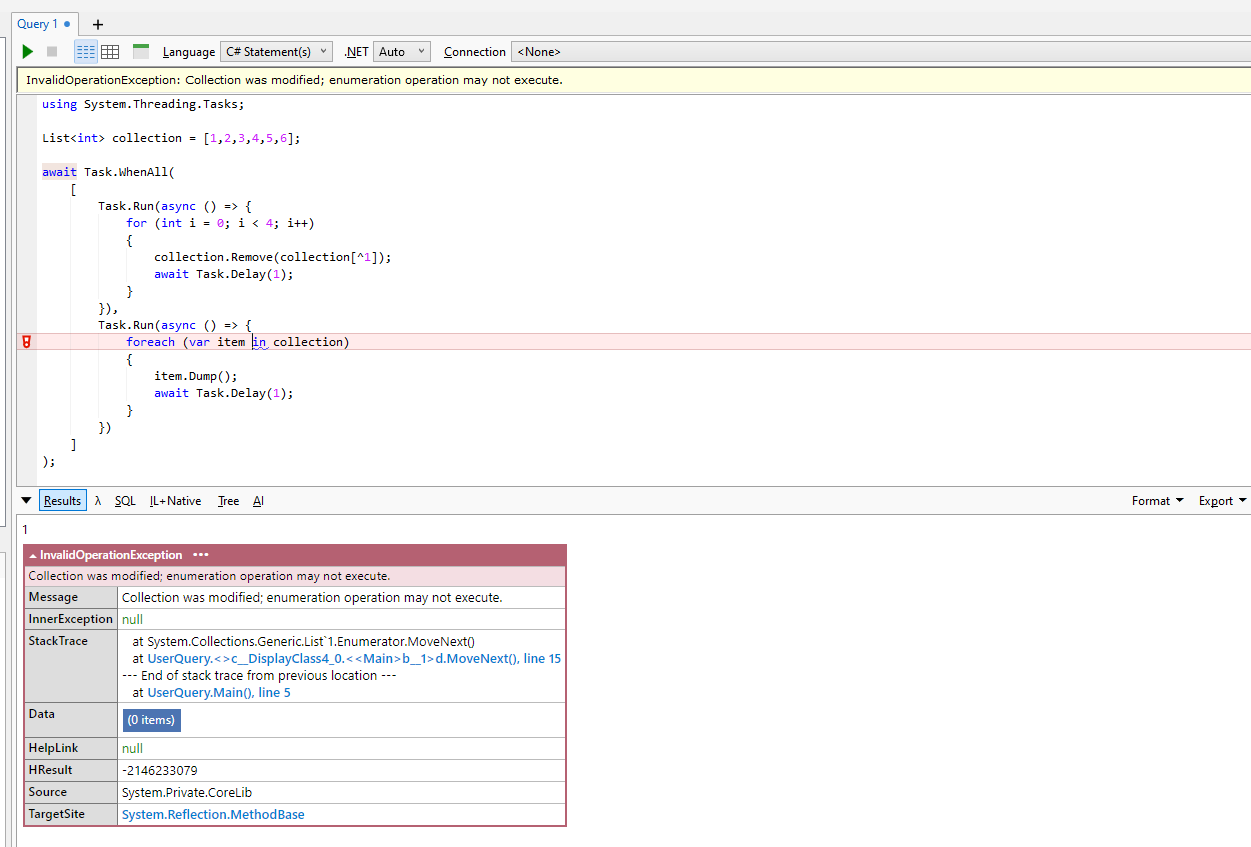 Query 1
+
Language C# Statement(s) .NET Auto Connection <None>
InvalidOperationException: Collection was modified; enumeration operation may not execute.
using System.Threading.Tasks;
List<int> collection = [1,2,3,4,5,6];
await Task.WhenAll(
[
Task.Run(async () => {
for (int i = 0; i < 4; i++)
{
collection.Remove(collection[^1]);
await Task.Delay(1);
}
}),
Task.Run(async () => {
foreach (var item in collection)
{
item.Dump();
await Task.Delay(1);
}
})
]
);
Results λ SQL IL+Native Tree AI Format Export
1
InvalidOperationException •••
Collection was modified; enumeration operation may not execute.
Message Collection was modified; enumeration operation may not execute.
InnerException null
StackTrace at System.Collections.Generic.List`1.Enumerator.MoveNext()
at UserQuery.<>c__DisplayClass4_0.<<Main>b__1>d.MoveNext(), line 15
--- End of stack trace from previous location ---
at UserQuery.Main(), line 5
Data (0 items)
HelpLink null
HResult -2146233079
Source System.Private.CoreLib
TargetSite System.Reflection.MethodBase